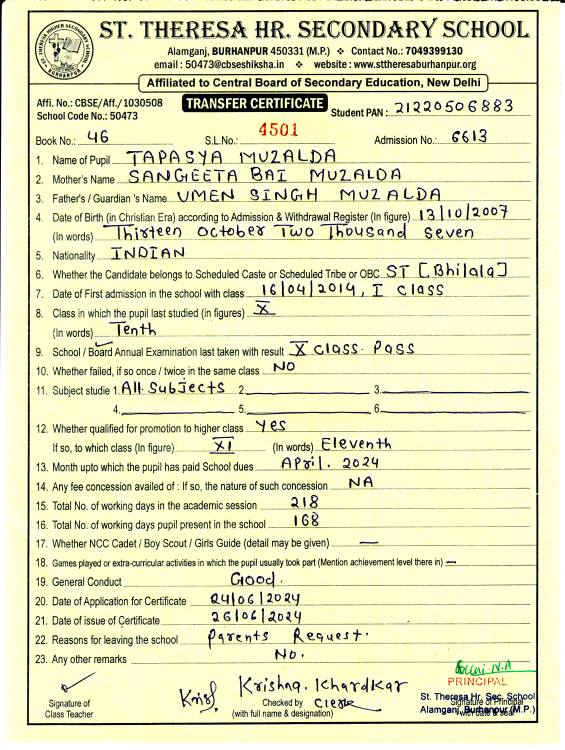 ST. THERESA HR. SECONDARY SCHOOL
Alamganj, BURHANPUR 450331 (M.P.) ❖ Contact No.: 7049399130
email : 50473@cbseshiksha.in ❖ website : www.sttheresaburhanpur.org
Affiliated to Central Board of Secondary Education, New Delhi
Affi. No.: CBSE/Aff./1030508 TRANSFER CERTIFICATE Student PAN : 21220506883
School Code No.: 50473
Book No.: 46 S.L.No.: 4501 Admission No.: 6613
1. Name of Pupil TAPASYA MUZALDA
2. Mother's Name SANGEETA BAI MUZALDA
3. Father's / Guardian 's Name UMEN SINGH MUZALDA
4. Date of Birth (in Christian Era) according to Admission & Withdrawal Register (In figure) 13/10/2007
(In words) Thirteen October Two Thousand Seven
5. Nationality INDIAN
6. Whether the Candidate belongs to Scheduled Caste or Scheduled Tribe or OBC ST [Bhilala]
7. Date of First admission in the school with class 16/04/2014, I class
8. Class in which the pupil last studied (in figures) X
(In words) Tenth
9. School / Board Annual Examination last taken with result X class. Pass
10. Whether failed, if so once / twice in the same class NO
11. Subject studie 1. All Subjects 2. 3.
4. 5. 6.
12. Whether qualified for promotion to higher class Yes
If so, to which class (In figure) XI (In words) Eleventh
13. Month upto which the pupil has paid School dues April. 2024
14. Any fee concession availed of : If so, the nature of such concession NA
15. Total No. of working days in the academic session 218
16. Total No. of working days pupil present in the school 168
17. Whether NCC Cadet / Boy Scout / Girls Guide (detail may be given) —
18. Games played or extra-curricular activities in which the pupil usually took part (Mention achievement level there in) —
19. General Conduct Good.
20. Date of Application for Certificate 24/06/2024
21. Date of issue of Certificate 26/06/2024
22. Reasons for leaving the school Parents Request.
23. Any other remarks No.
PRINCIPAL
Krishna. Khardkar St. Theresa Hr. Sec. School
Signature of Checked by Clerk Signature of Principal
Class Teacher (with full name & designation) Alamganj, Burhanpur (M.P.)
with date & seal